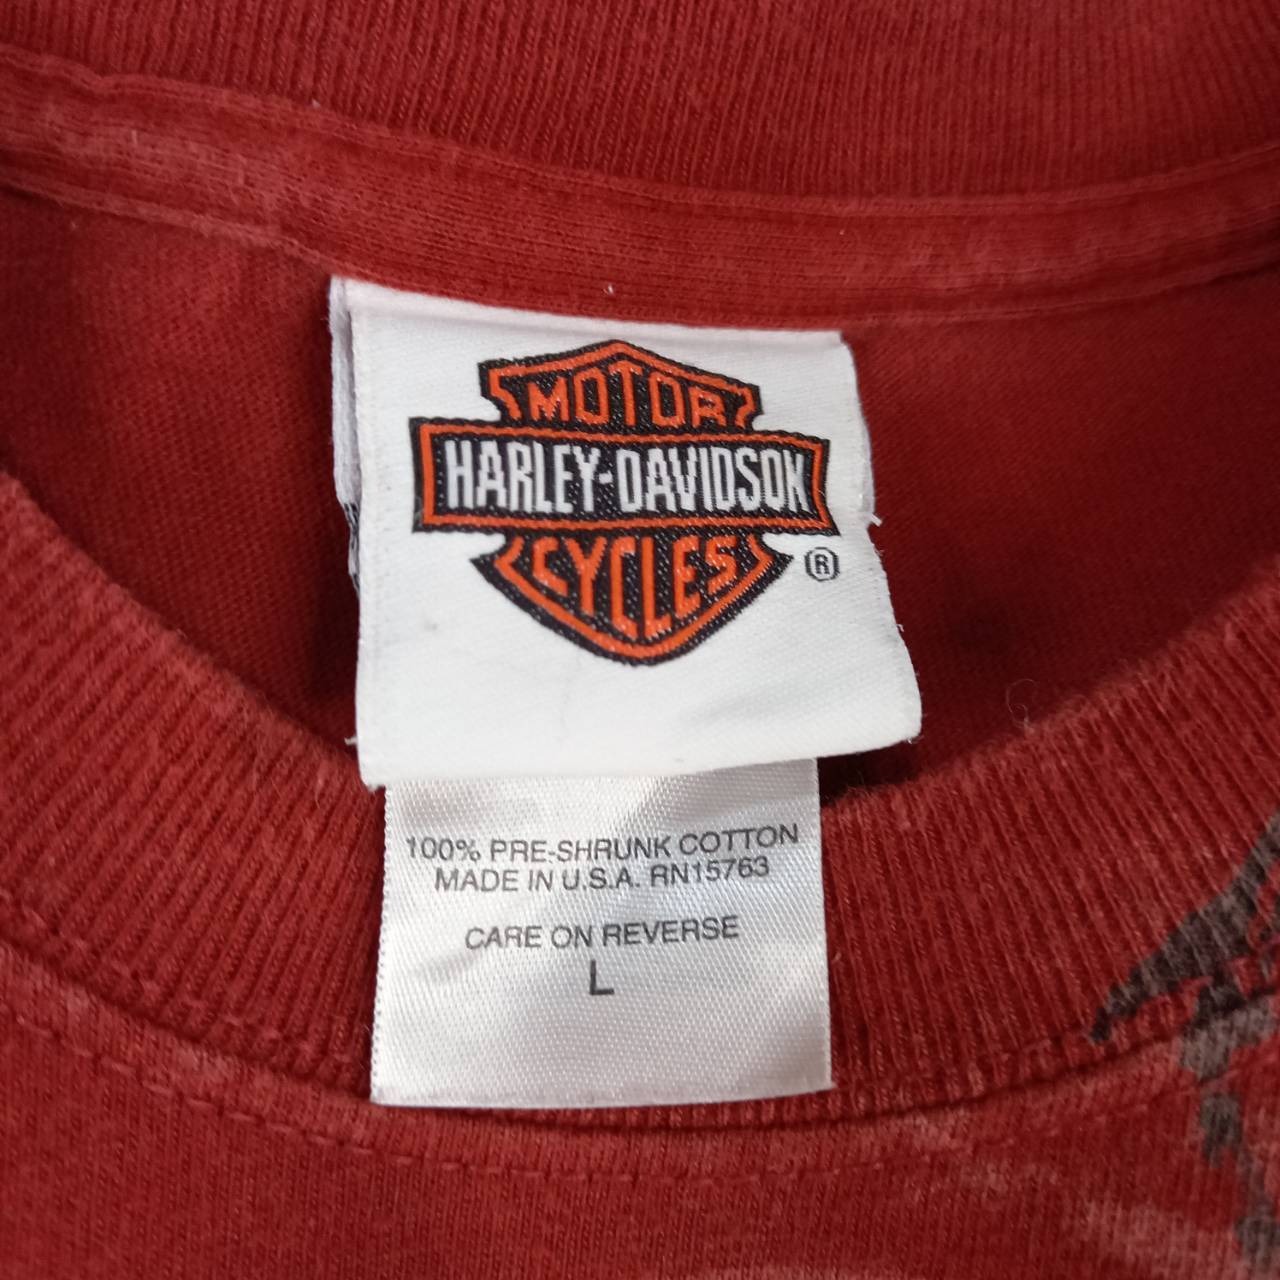 MOTOR
HARLEY-DAVIDSON
CYCLES
®
100% PRE-SHRUNK COTTON
MADE IN U.S.A. RN15763
CARE ON REVERSE
L